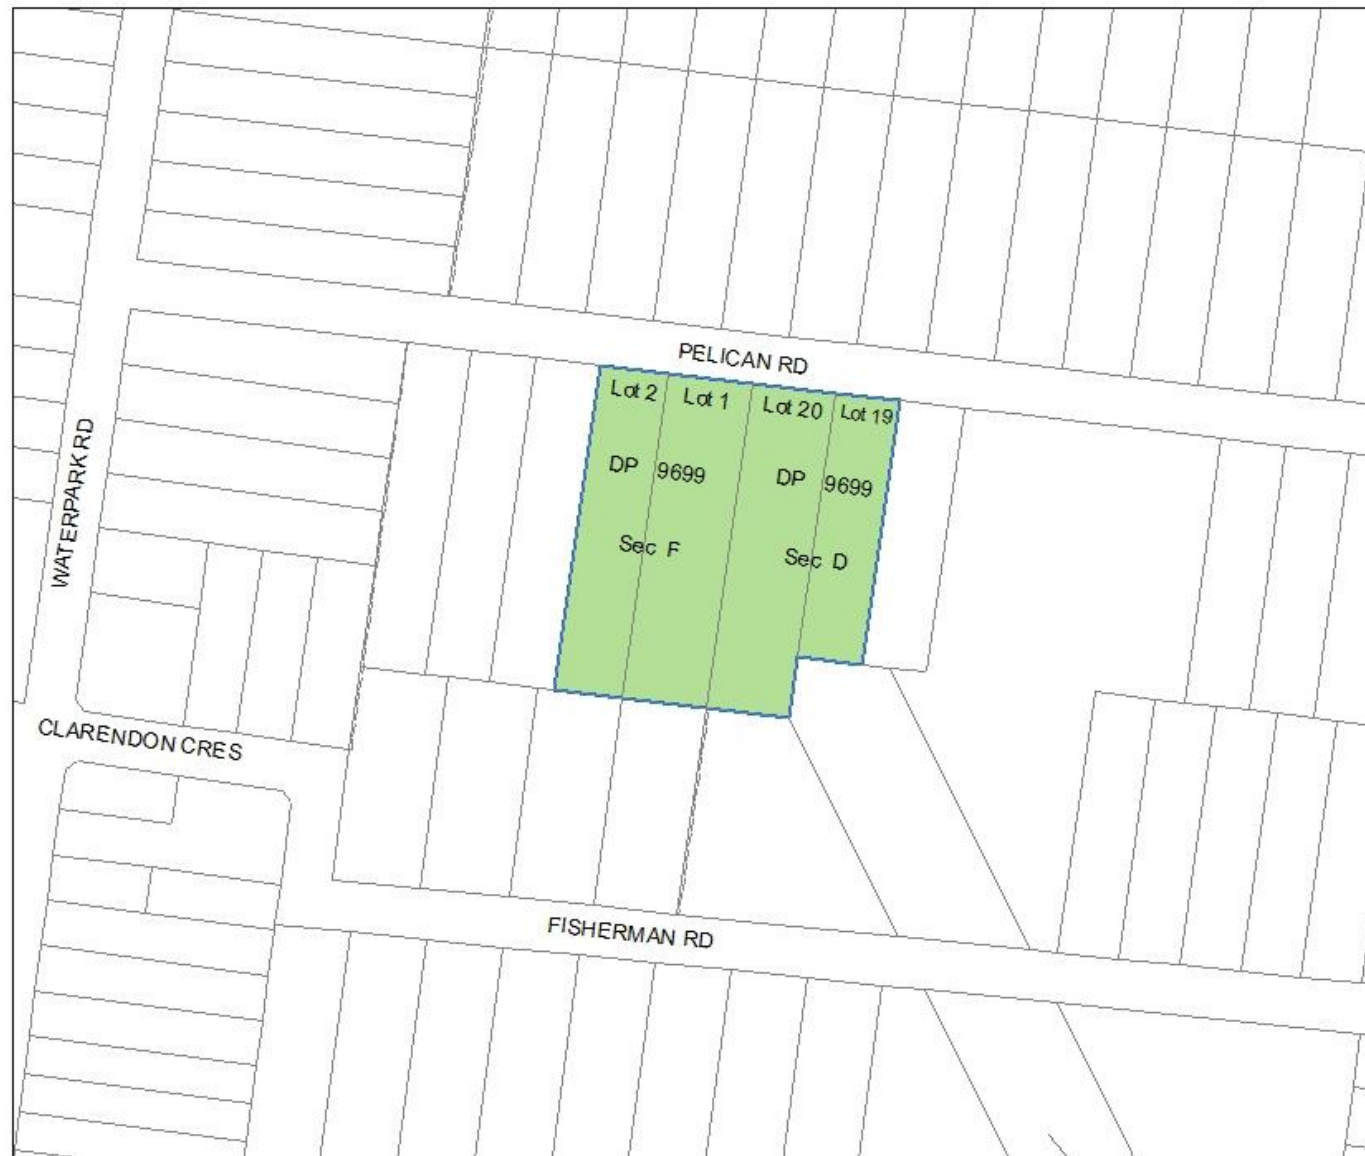 PELICAN RD
Lot 2 Lot 1 Lot 20 Lot 19
DP 9699 DP 9699
Sec F Sec D
WATERPARK RD
CLARENDON CRES
FISHERMAN RD